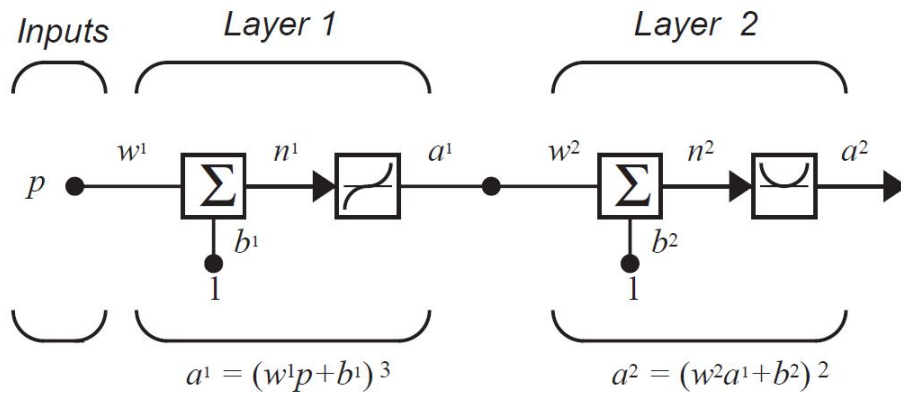 Inputs Layer 1 Layer 2
w¹ n¹ a¹ w² n² a²
p Σ Σ
b¹ b²
1 1
a¹ = (w¹p+b¹)³ a² = (w²a¹+b²)²